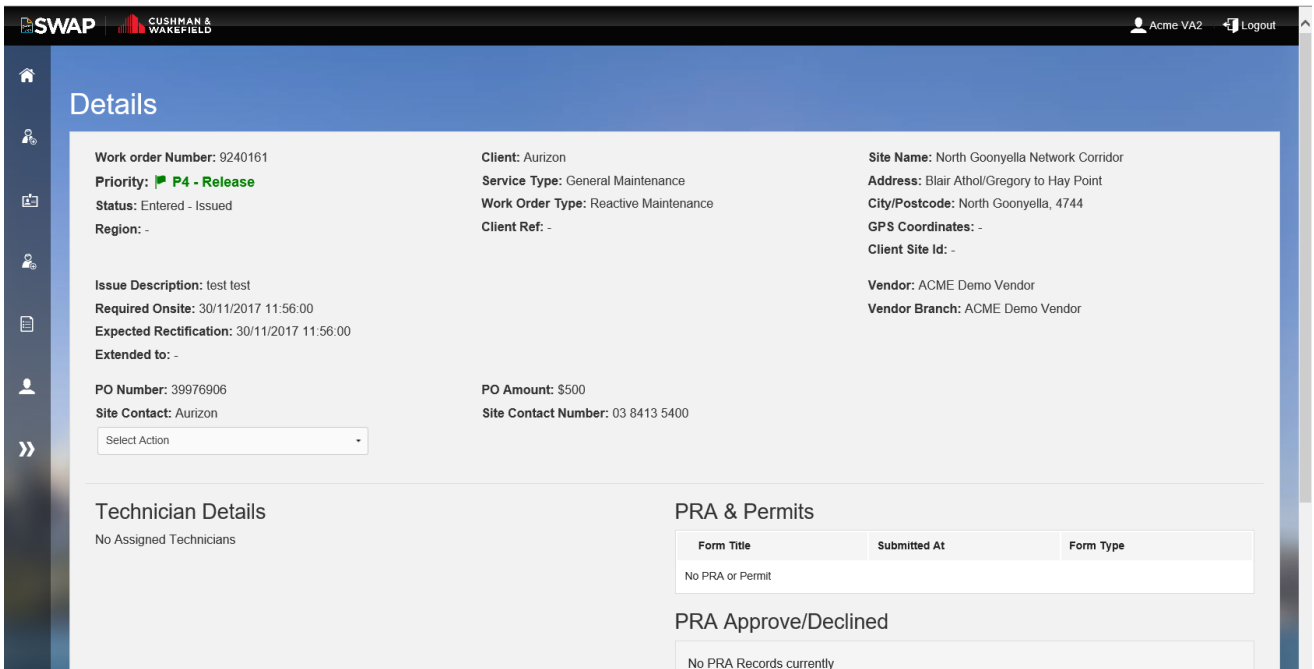 SWAP CUSHMAN & WAKEFIELD Acme VA2 Logout
Details
Work order Number: 9240161
Priority: P4 - Release
Status: Entered - Issued
Region: -
Client: Aurizon
Service Type: General Maintenance
Work Order Type: Reactive Maintenance
Client Ref: -
Site Name: North Goonyella Network Corridor
Address: Blair Athol/Gregory to Hay Point
City/Postcode: North Goonyella, 4744
GPS Coordinates: -
Client Site Id: -
Issue Description: test test
Required Onsite: 30/11/2017 11:56:00
Expected Rectification: 30/11/2017 11:56:00
Extended to: -
Vendor: ACME Demo Vendor
Vendor Branch: ACME Demo Vendor
PO Number: 39976906
Site Contact: Aurizon
PO Amount: $500
Site Contact Number: 03 8413 5400
Select Action
Technician Details
No Assigned Technicians
PRA & Permits
Form Title Submitted At Form Type
No PRA or Permit
PRA Approve/Declined
No PRA Records currently